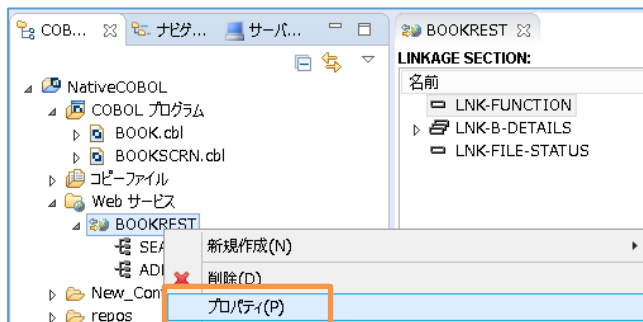 COB...
ナビゲ...
サーバ...
NativeCOBOL
COBOL プログラム
BOOK.cbl
BOOKSCRN.cbl
コピーファイル
Web サービス
BOOKREST
SEA
ADD
New_Con
repos
新規作成(N)
削除(D)
プロパティ(P)
BOOKREST
LINKAGE SECTION:
名前
LNK-FUNCTION
LNK-B-DETAILS
LNK-FILE-STATUS